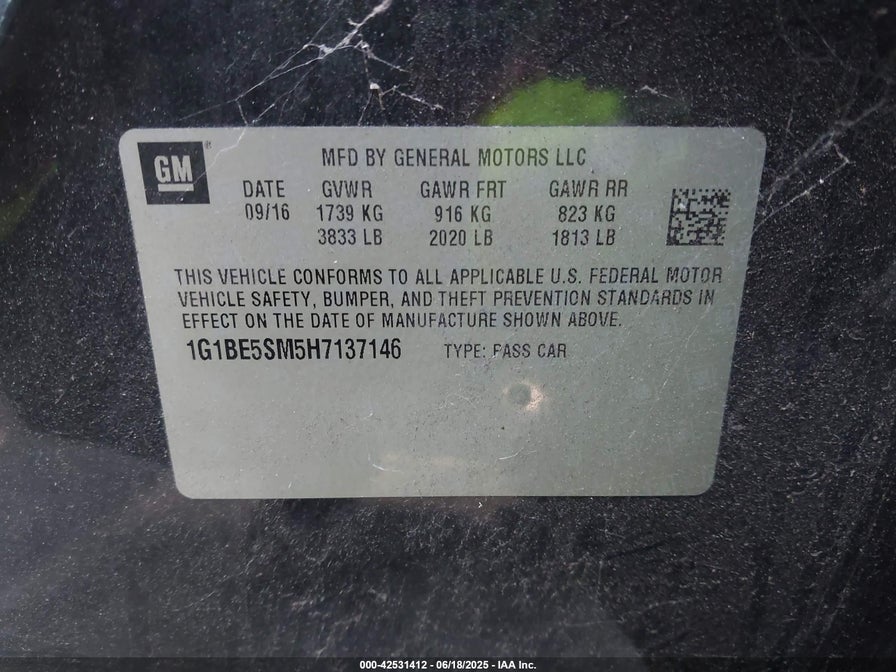 GM®
MFD BY GENERAL MOTORS LLC
DATE GVWR GAWR FRT GAWR RR
09/16 1739 KG 916 KG 823 KG
3833 LB 2020 LB 1813 LB
THIS VEHICLE CONFORMS TO ALL APPLICABLE U.S. FEDERAL MOTOR
VEHICLE SAFETY, BUMPER, AND THEFT PREVENTION STANDARDS IN
EFFECT ON THE DATE OF MANUFACTURE SHOWN ABOVE.
1G1BE5SM5H7137146 TYPE: PASS CAR
000-42531412 - 06/18/2025 - IAA Inc.